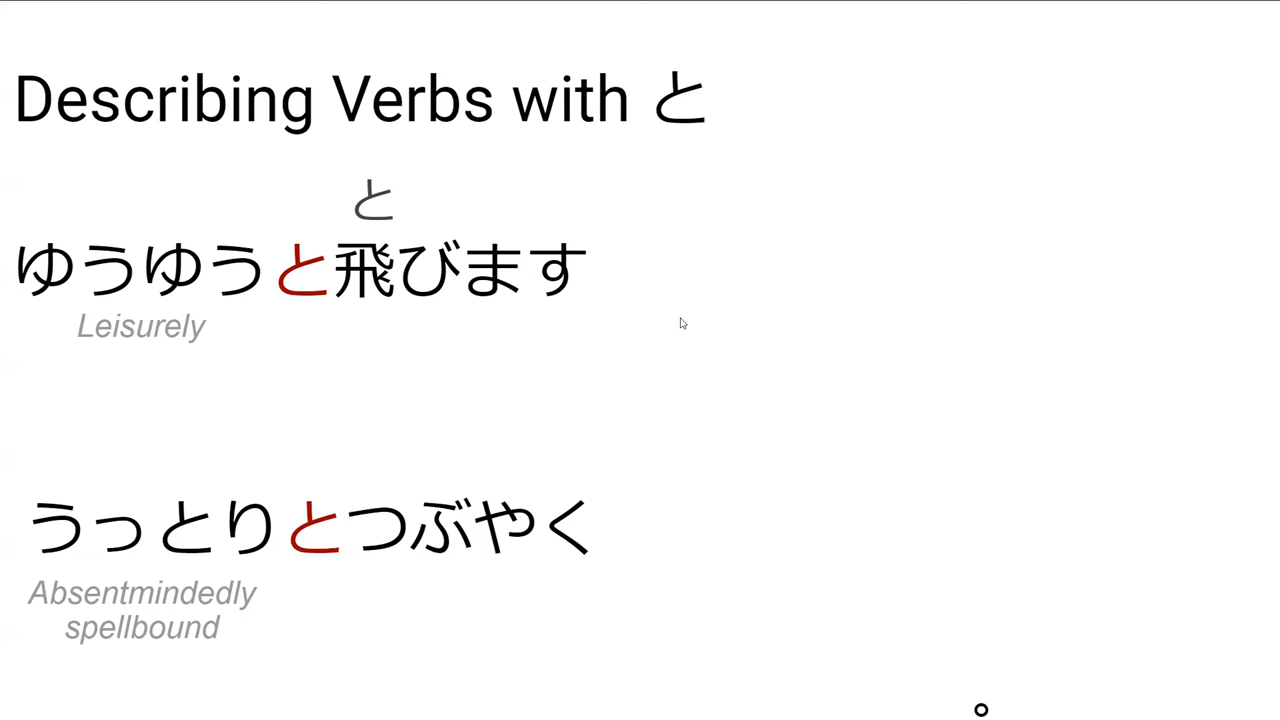 Describing Verbs with と
と
ゆうゆうと飛びます
Leisurely
うっとりとつぶやく
Absentmindedly
spellbound